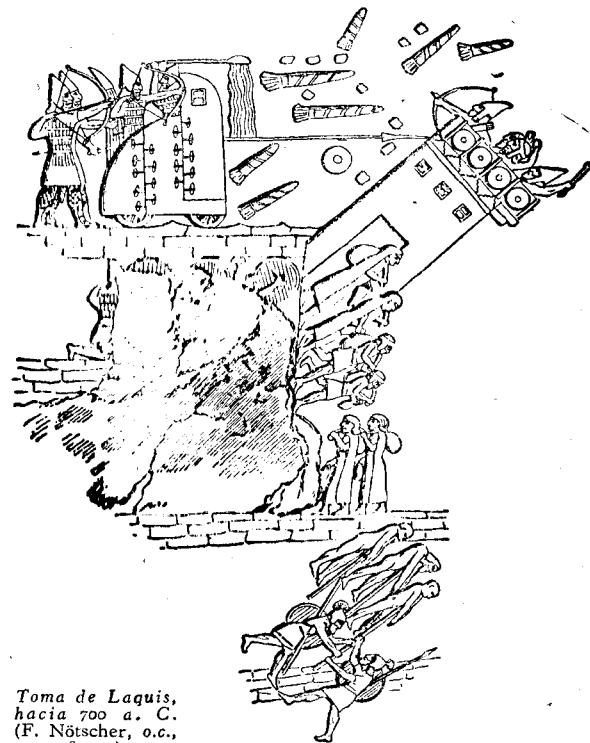 Toma de Laquis,
hacia 700 a. C.
(F. Nötscher, o.c.,